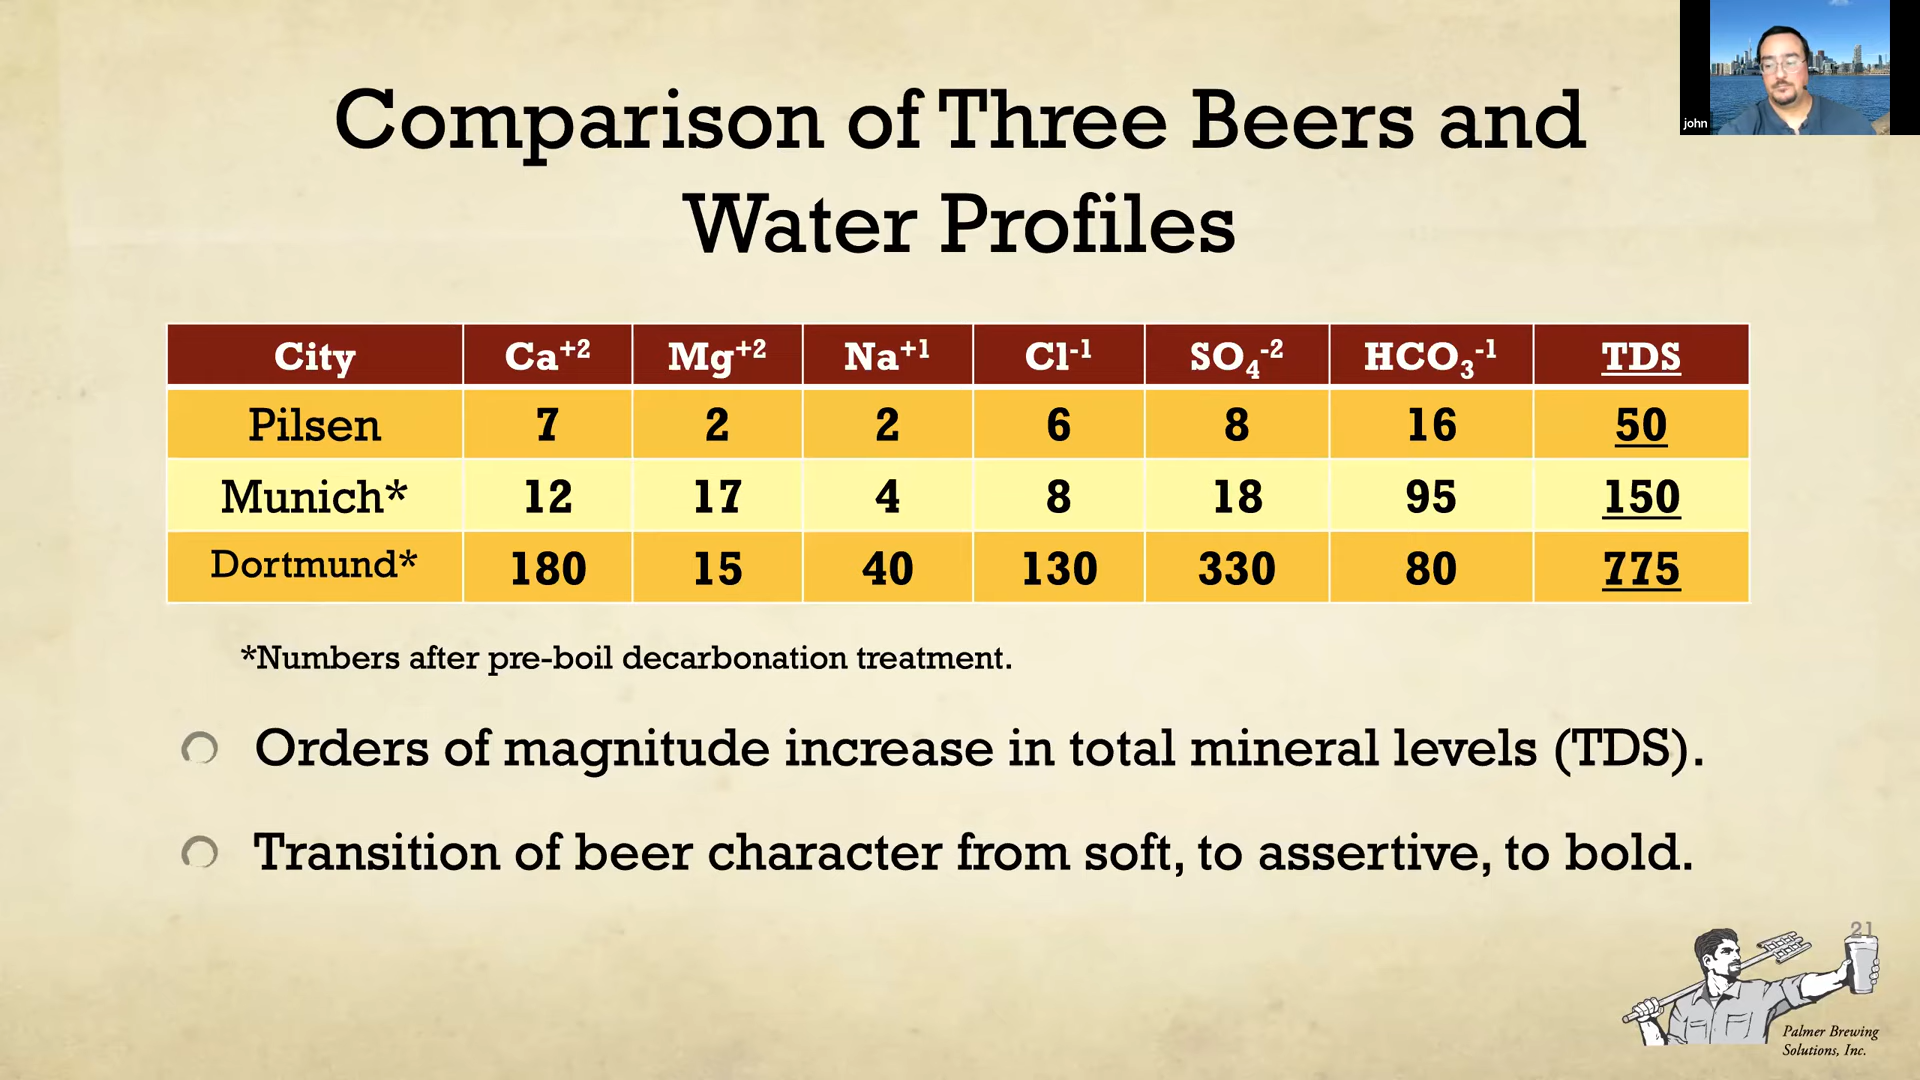 Comparison of Three Beers and
Water Profiles
john
City Ca+2 Mg+2 Na+1 Cl-1 SO4-2 HCO3-1 TDS
Pilsen 7 2 2 6 8 16 50
Munich* 12 17 4 8 18 95 150
Dortmund* 180 15 40 130 330 80 775
*Numbers after pre-boil decarbonation treatment.
Orders of magnitude increase in total mineral levels (TDS).
Transition of beer character from soft, to assertive, to bold.
21
Palmer Brewing
Solutions, Inc.